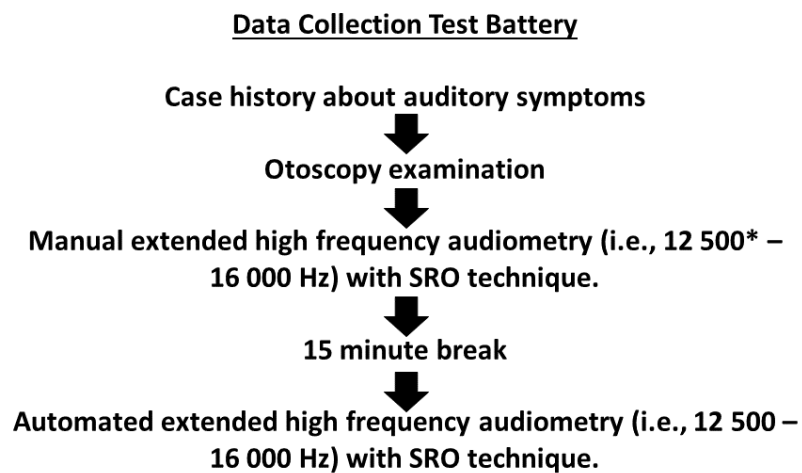 Data Collection Test Battery
Case history about auditory symptoms
Otoscopy examination
Manual extended high frequency audiometry (i.e., 12 500* –
16 000 Hz) with SRO technique.
15 minute break
Automated extended high frequency audiometry (i.e., 12 500 –
16 000 Hz) with SRO technique.